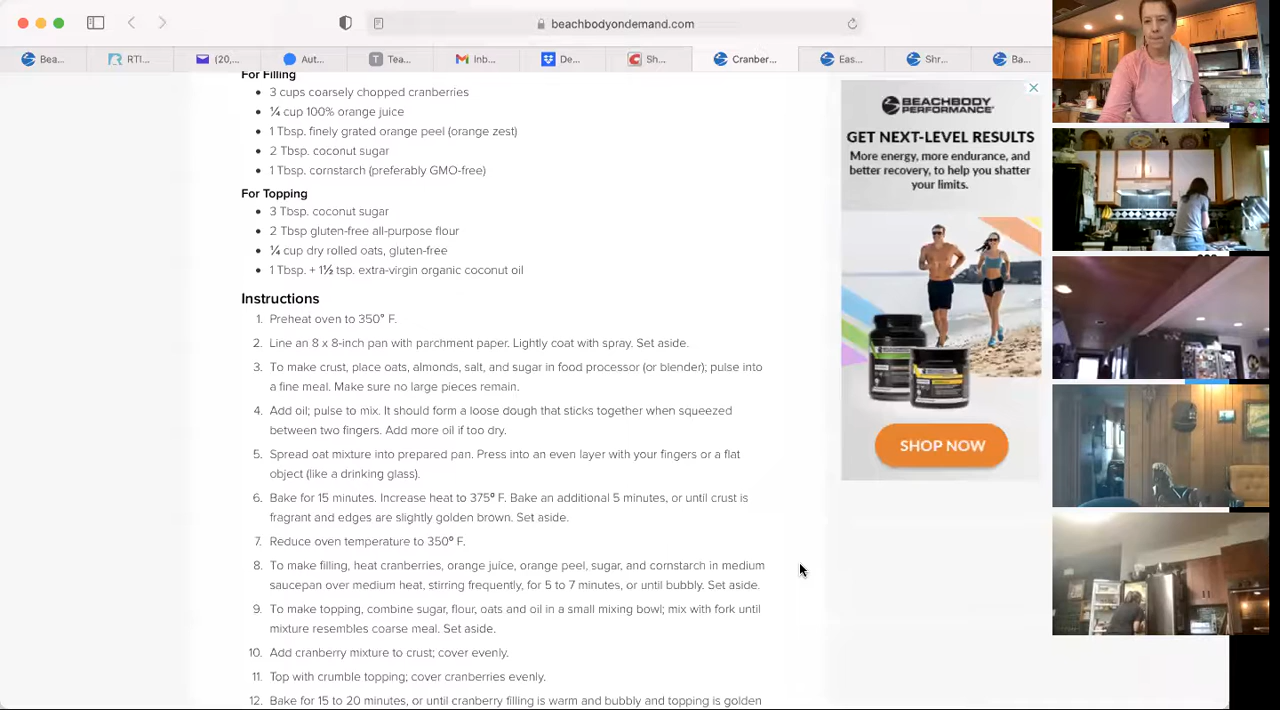 beachbodyondemand.com
Bea...
RTI...
(20,...
Aut...
Tea...
Inb...
De...
Sh...
Cranber...
Eas...
Shr...
Ba...
For Filling
• 3 cups coarsely chopped cranberries
• ¼ cup 100% orange juice
• 1 Tbsp. finely grated orange peel (orange zest)
• 2 Tbsp. coconut sugar
• 1 Tbsp. cornstarch (preferably GMO-free)
For Topping
• 3 Tbsp. coconut sugar
• 2 Tbsp gluten-free all-purpose flour
• ¼ cup dry rolled oats, gluten-free
• 1 Tbsp. + 1½ tsp. extra-virgin organic coconut oil
Instructions
1. Preheat oven to 350° F.
2. Line an 8 x 8-inch pan with parchment paper. Lightly coat with spray. Set aside.
3. To make crust, place oats, almonds, salt, and sugar in food processor (or blender); pulse into
a fine meal. Make sure no large pieces remain.
4. Add oil; pulse to mix. It should form a loose dough that sticks together when squeezed
between two fingers. Add more oil if too dry.
5. Spread oat mixture into prepared pan. Press into an even layer with your fingers or a flat
object (like a drinking glass).
6. Bake for 15 minutes. Increase heat to 375º F. Bake an additional 5 minutes, or until crust is
fragrant and edges are slightly golden brown. Set aside.
7. Reduce oven temperature to 350º F.
8. To make filling, heat cranberries, orange juice, orange peel, sugar, and cornstarch in medium
saucepan over medium heat, stirring frequently, for 5 to 7 minutes, or until bubbly. Set aside.
9. To make topping, combine sugar, flour, oats and oil in a small mixing bowl; mix with fork until
mixture resembles coarse meal. Set aside.
10. Add cranberry mixture to crust; cover evenly.
11. Top with crumble topping; cover cranberries evenly.
12. Bake for 15 to 20 minutes, or until cranberry filling is warm and bubbly and topping is golden
BEACHBODY
PERFORMANCE
GET NEXT-LEVEL RESULTS
More energy, more endurance, and
better recovery, to help you shatter
your limits.
SHOP NOW